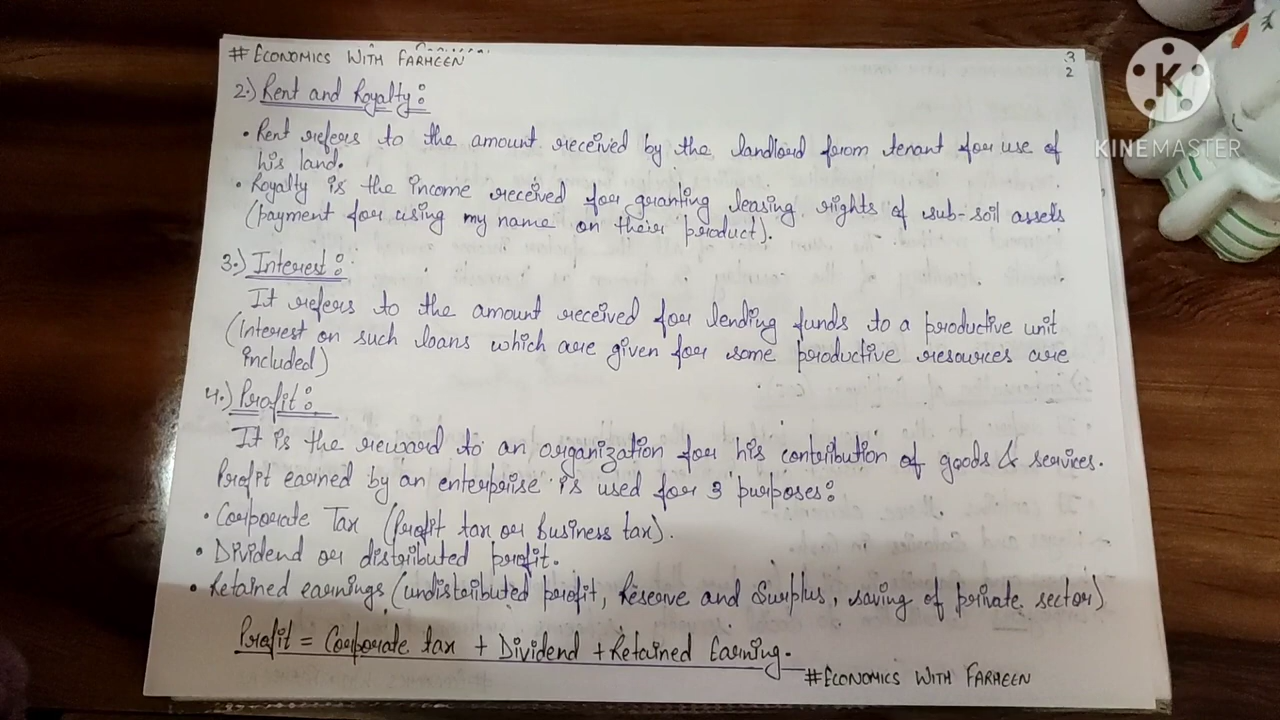 # ECONOMICS WITH FARHEEN
3
2
2.) Rent and Royalty:
• Rent refers to the amount received by the landlord from tenant for use of
his land.
• Royalty is the income received for granting leasing rights of sub-soil assets
(payment for using my name on their product).
3.) Interest:
It refers to the amount received for lending funds to a productive unit
(interest on such loans which are given for some productive resources are
included)
4.) Profit:
It is the reward to an organization for his contribution of goods & services.
Profit earned by an enterprise is used for 3 purposes:
• Corporate Tax (Profit tax or business tax).
• Dividend or distributed profit.
• Retained earnings (undistributed profit, Reserve and Surplus, saving of private sector)
Profit = Corporate tax + Dividend + Retained Earning.
#ECONOMICS WITH FARHEEN
K
KINEMASTER